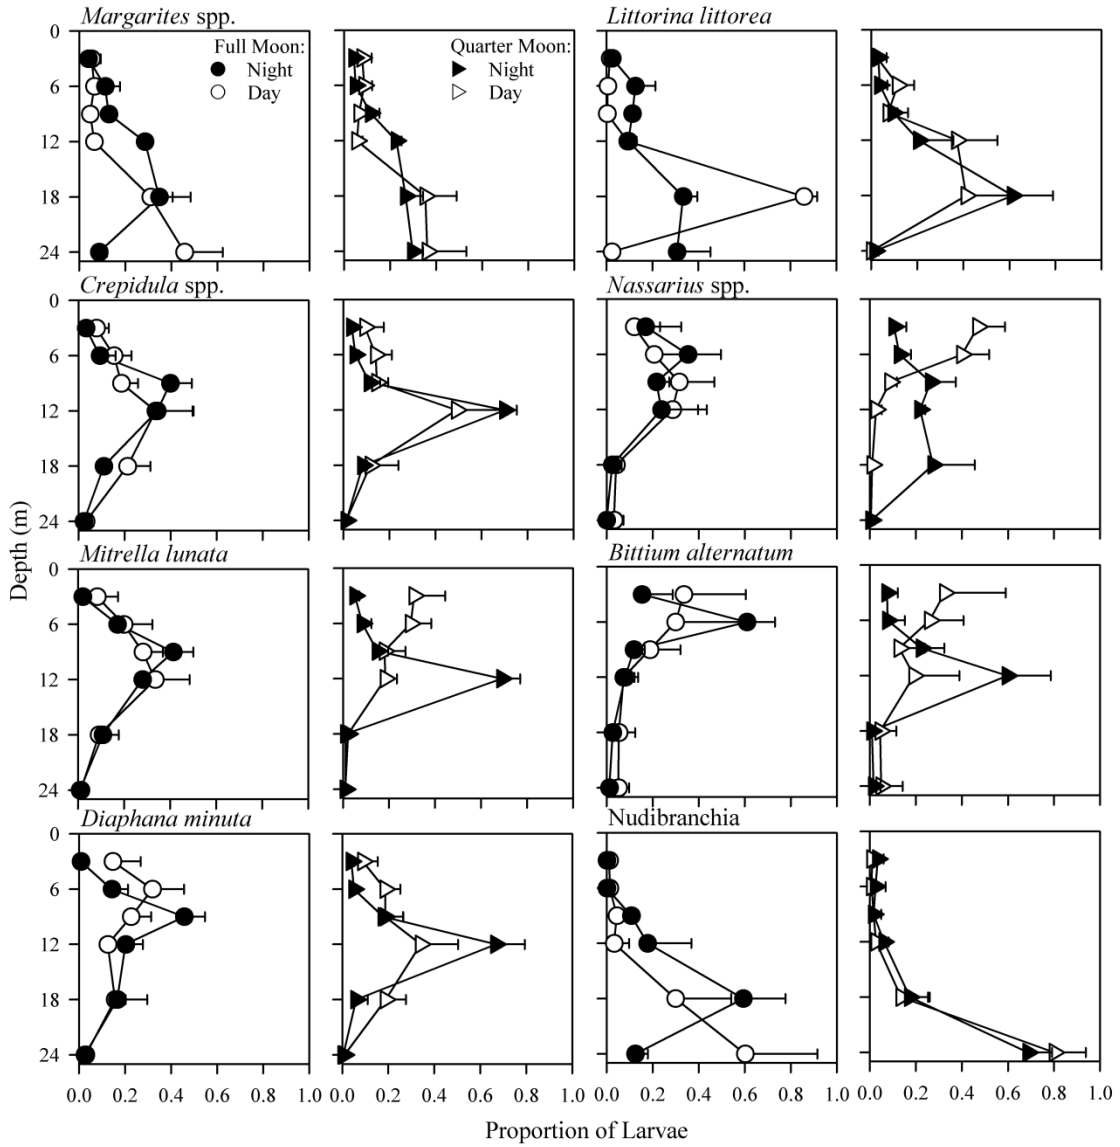 Margarites spp.
Littorina littorea
Full Moon:
Night
Day
Quarter Moon:
Night
Day
0
6
12
18
24
Crepidula spp.
Nassarius spp.
0
6
12
18
24
Depth (m)
Mitrella lunata
Bittium alternatum
0
6
12
18
24
Diaphana minuta
Nudibranchia
0
6
12
18
24
0.0 0.2 0.4 0.6 0.8 1.0
0.0 0.2 0.4 0.6 0.8 1.0
0.0 0.2 0.4 0.6 0.8 1.0
0.0 0.2 0.4 0.6 0.8 1.0
Proportion of Larvae